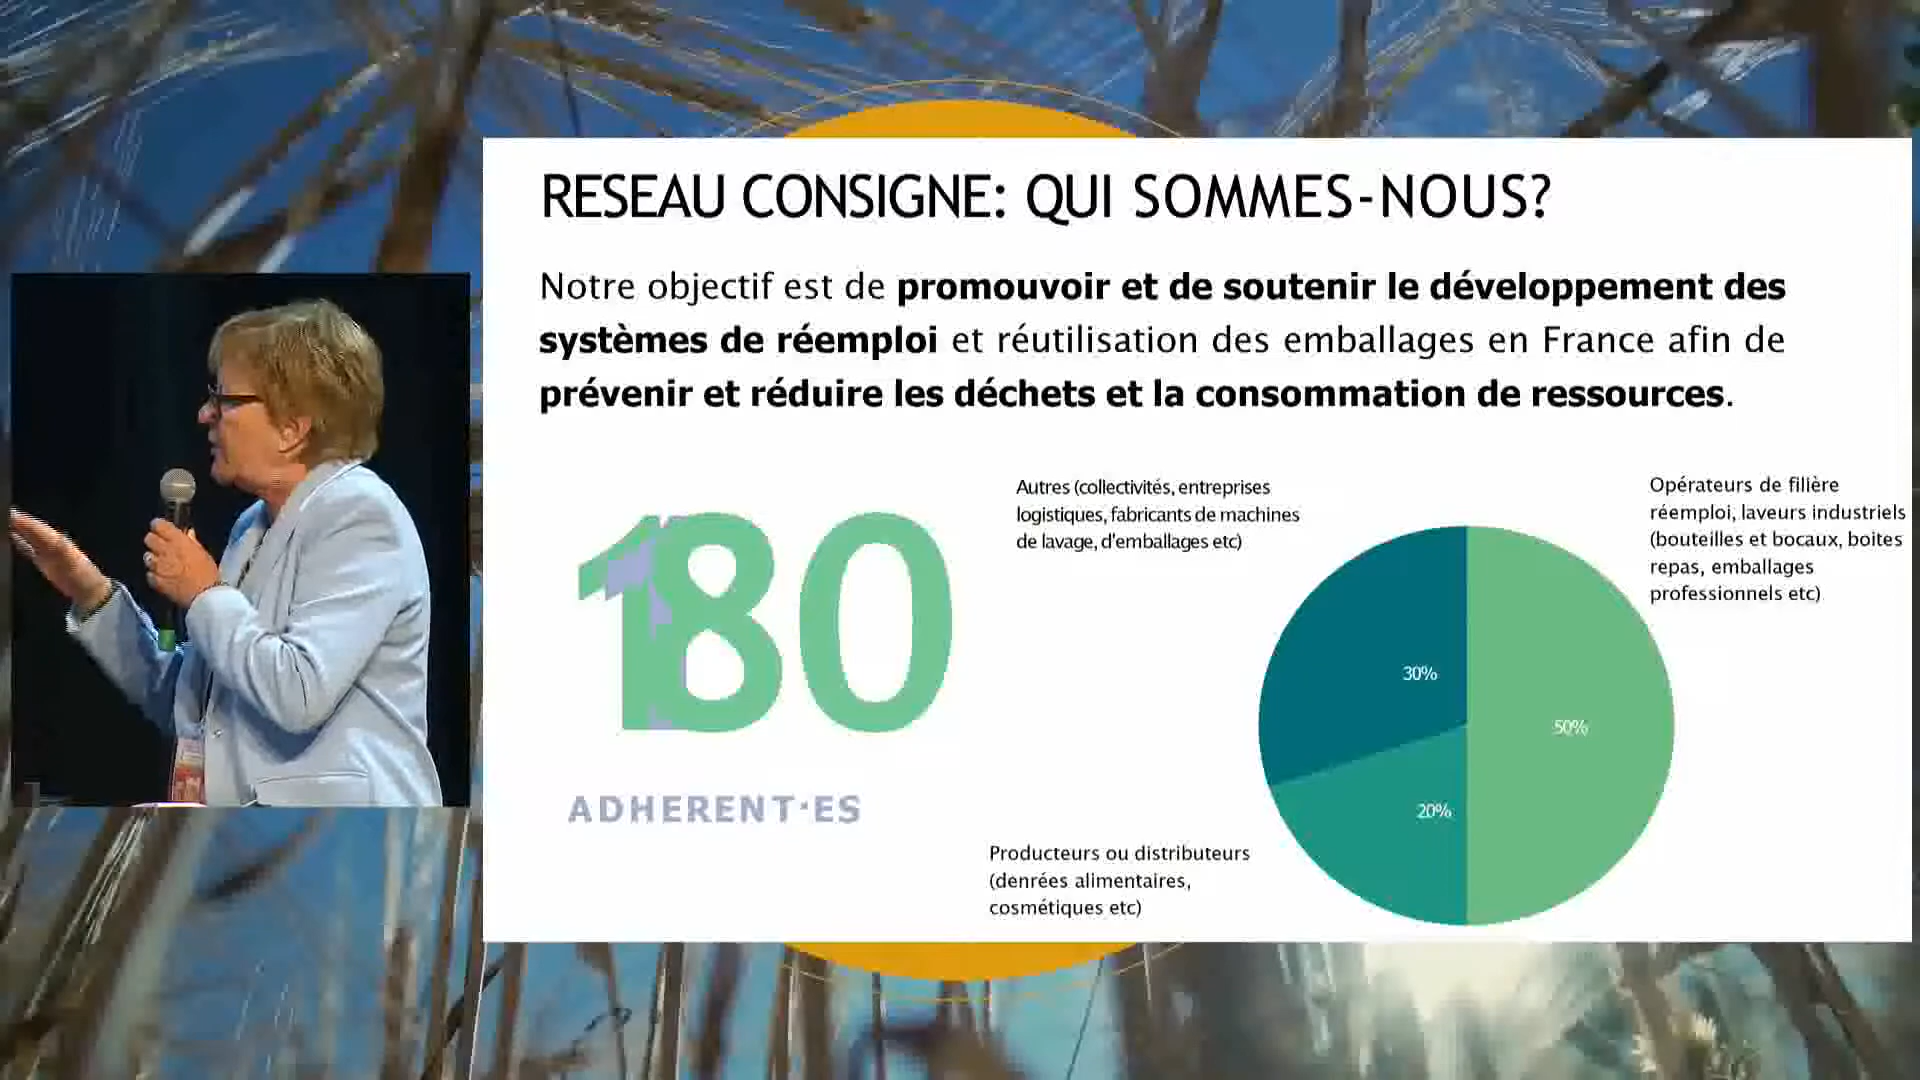 RESEAU CONSIGNE: QUI SOMMES-NOUS?
Notre objectif est de promouvoir et de soutenir le développement des
systèmes de réemploi et réutilisation des emballages en France afin de
prévenir et réduire les déchets et la consommation de ressources.
180
ADHERENT·ES
Autres (collectivités, entreprises
logistiques, fabricants de machines
de lavage, d'emballages etc)
Opérateurs de filière
réemploi, laveurs industriels
(bouteilles et bocaux, boites
repas, emballages
professionnels etc)
30%
50%
20%
Producteurs ou distributeurs
(denrées alimentaires,
cosmétiques etc)